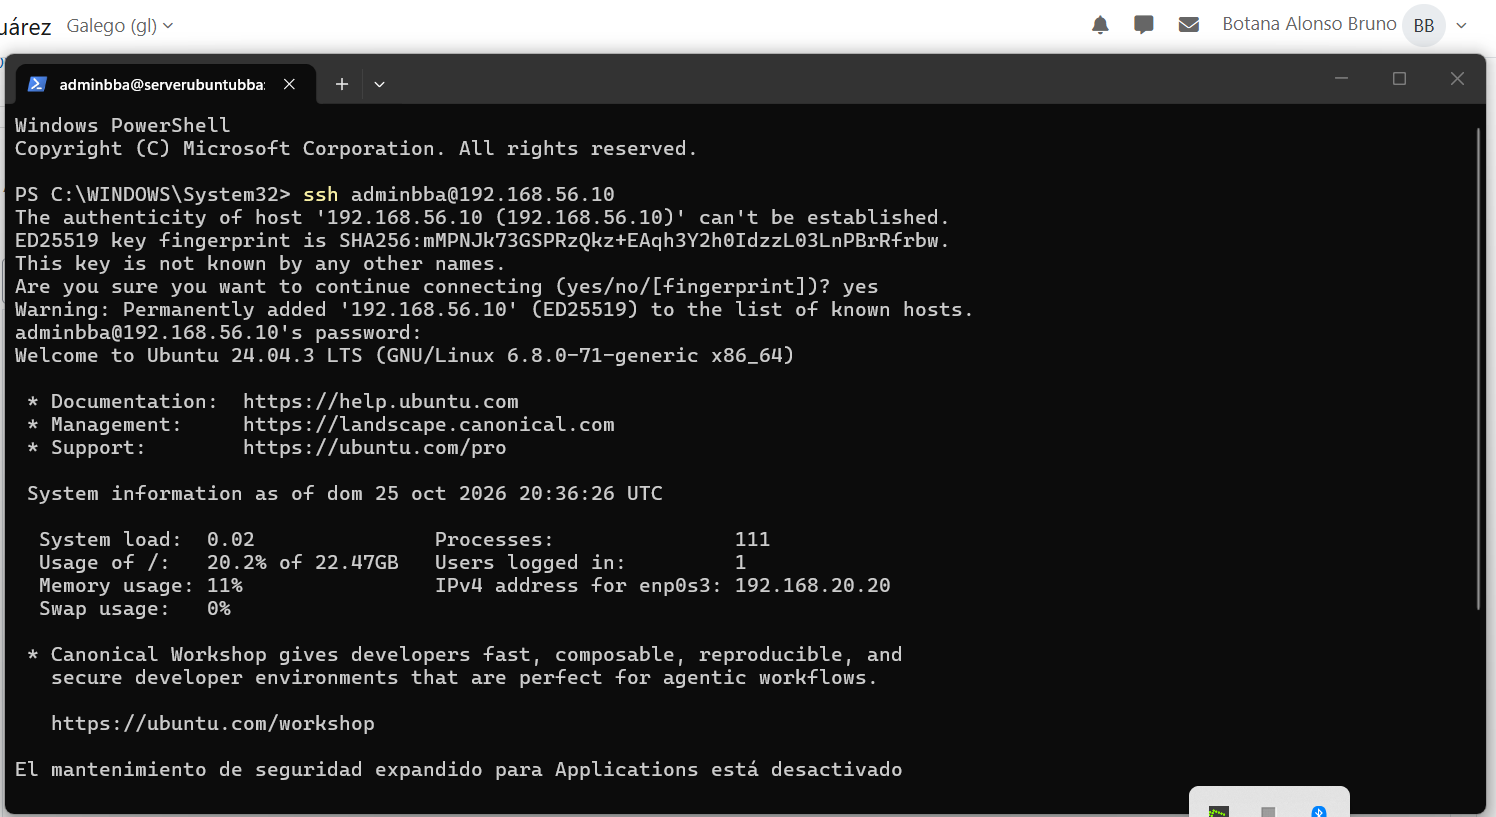 uárez Galego (gl) Botana Alonso Bruno BB
adminbba@serverubuntubba:
Windows PowerShell
Copyright (C) Microsoft Corporation. All rights reserved.
PS C:\WINDOWS\System32> ssh adminbba@192.168.56.10
The authenticity of host '192.168.56.10 (192.168.56.10)' can't be established.
ED25519 key fingerprint is SHA256:mMPNJk73GSPRzQkz+EAqh3Y2h0IdzzL03LnPBrRfrbw.
This key is not known by any other names.
Are you sure you want to continue connecting (yes/no/[fingerprint])? yes
Warning: Permanently added '192.168.56.10' (ED25519) to the list of known hosts.
adminbba@192.168.56.10's password:
Welcome to Ubuntu 24.04.3 LTS (GNU/Linux 6.8.0-71-generic x86_64)
* Documentation: https://help.ubuntu.com
* Management: https://landscape.canonical.com
* Support: https://ubuntu.com/pro
System information as of dom 25 oct 2026 20:36:26 UTC
System load: 0.02 Processes: 111
Usage of /: 20.2% of 22.47GB Users logged in: 1
Memory usage: 11% IPv4 address for enp0s3: 192.168.20.20
Swap usage: 0%
* Canonical Workshop gives developers fast, composable, reproducible, and
secure developer environments that are perfect for agentic workflows.
https://ubuntu.com/workshop
El mantenimiento de seguridad expandido para Applications está desactivado